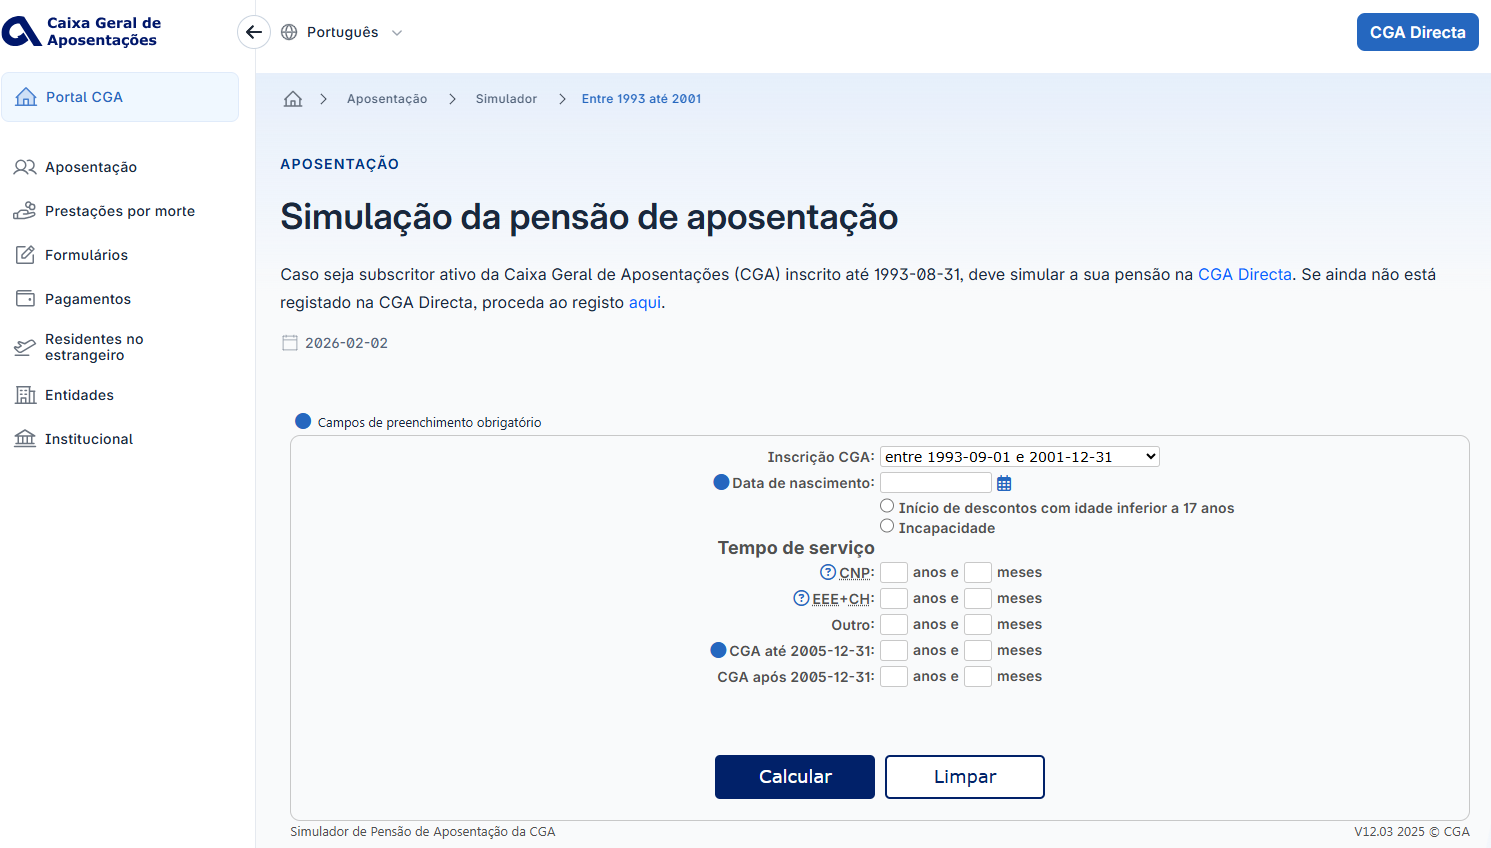 Caixa Geral de
Aposentações
Português
CGA Directa
Portal CGA
Aposentação
Prestações por morte
Formulários
Pagamentos
Residentes no
estrangeiro
Entidades
Institucional
Aposentação
Simulador
Entre 1993 até 2001
APOSENTAÇÃO
Simulação da pensão de aposentação
Caso seja subscritor ativo da Caixa Geral de Aposentações (CGA) inscrito até 1993-08-31, deve simular a sua pensão na CGA Directa. Se ainda não está
registado na CGA Directa, proceda ao registo aqui.
2026-02-02
Campos de preenchimento obrigatório
Inscrição CGA: entre 1993-09-01 e 2001-12-31
Data de nascimento:
Início de descontos com idade inferior a 17 anos
Incapacidade
Tempo de serviço
? CNP: anos e meses
? EEE+CH: anos e meses
Outro: anos e meses
CGA até 2005-12-31: anos e meses
CGA após 2005-12-31: anos e meses
Calcular Limpar
Simulador de Pensão de Aposentação da CGA V12.03 2025 © CGA